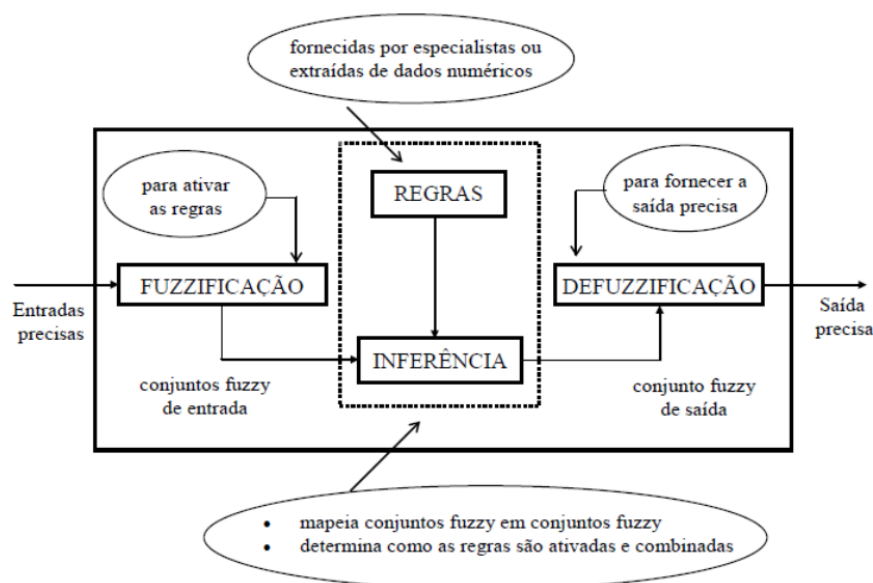 fornecidas por especialistas ou
extraídas de dados numéricos
para ativar
as regras
REGRAS
para fornecer a
saída precisa
FUZZIFICAÇÃO
DEFUZZIFICAÇÃO
Entradas
precisas
Saída
precisa
INFERÊNCIA
conjuntos fuzzy
de entrada
conjunto fuzzy
de saída
• mapeia conjuntos fuzzy em conjuntos fuzzy
• determina como as regras são ativadas e combinadas